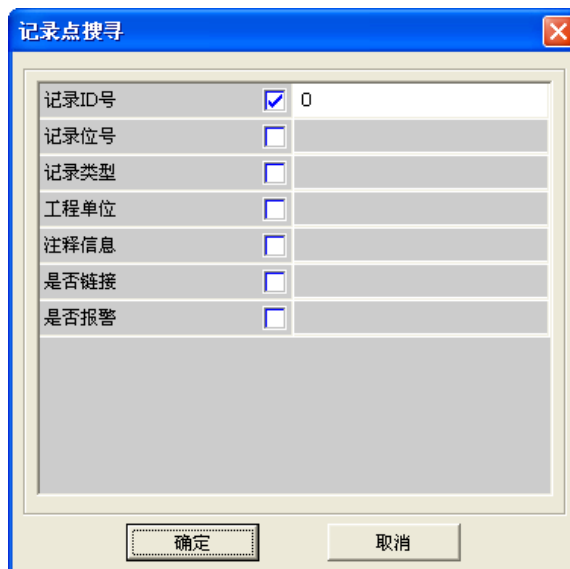 记录点搜寻
记录ID号 0
记录位号
记录类型
工程单位
注释信息
是否链接
是否报警
确定 取消